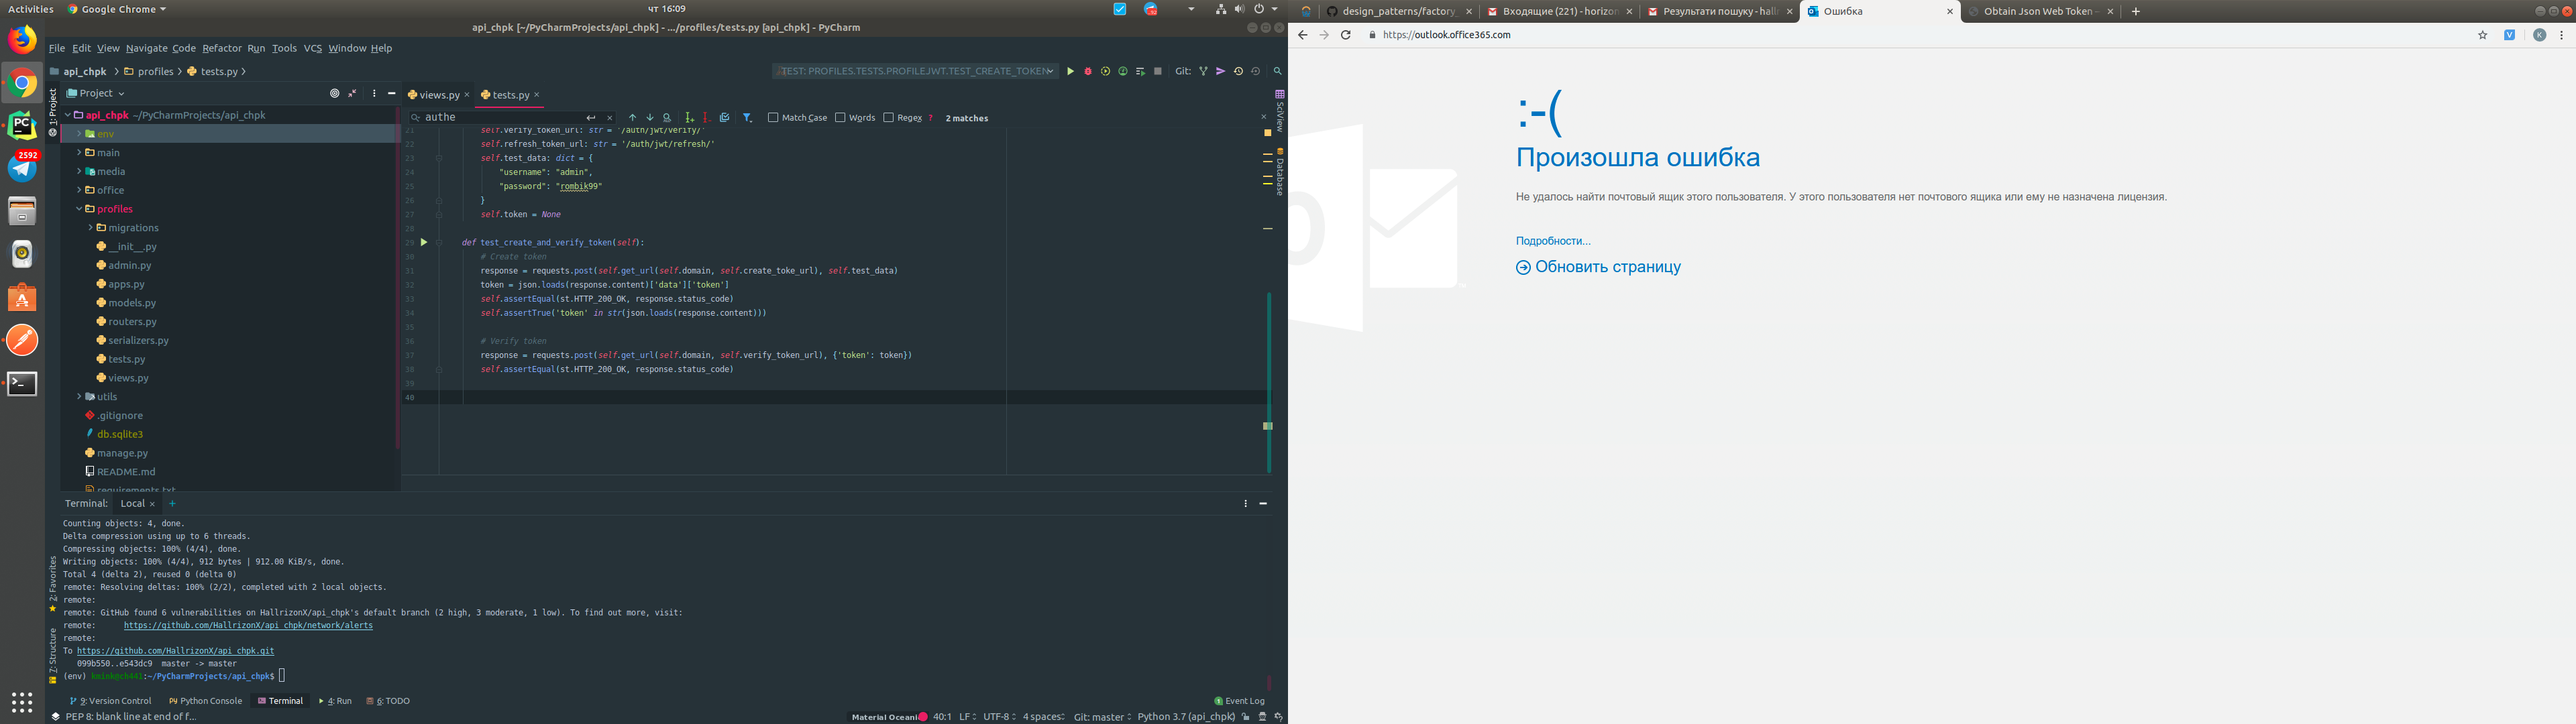 Activities Google Chrome
чт 16:09
api_chpk [~/PyCharmProjects/api_chpk] - .../profiles/tests.py [api_chpk] - PyCharm
File Edit View Navigate Code Refactor Run Tools VCS Window Help
api_chpk profiles tests.py
TEST: PROFILES.TESTS.PROFILEJWT.TEST_CREATE_TOKEN
Git:
Project
views.py tests.py
authe
Match Case Words Regex ? 2 matches
1: Project
SciView
Database
2: Favorites
7: Structure
2592
api_chpk ~/PyCharmProjects/api_chpk
env
main
media
office
profiles
migrations
__init__.py
admin.py
apps.py
models.py
routers.py
serializers.py
tests.py
views.py
utils
.gitignore
db.sqlite3
manage.py
README.md
requirements.txt
21 self.verify_token_url: str = '/auth/jwt/verify/'
22 self.refresh_token_url: str = '/auth/jwt/refresh/'
23 self.test_data: dict = {
24 "username": "admin",
25 "password": "rombik99"
26 }
27 self.token = None
28
29 def test_create_and_verify_token(self):
30 # Create token
31 response = requests.post(self.get_url(self.domain, self.create_toke_url), self.test_data)
32 token = json.loads(response.content)['data']['token']
33 self.assertEqual(st.HTTP_200_OK, response.status_code)
34 self.assertTrue('token' in str(json.loads(response.content)))
35
36 # Verify token
37 response = requests.post(self.get_url(self.domain, self.verify_token_url), {'token': token})
38 self.assertEqual(st.HTTP_200_OK, response.status_code)
39
40
Terminal: Local +
Counting objects: 4, done.
Delta compression using up to 6 threads.
Compressing objects: 100% (4/4), done.
Writing objects: 100% (4/4), 912 bytes | 912.00 KiB/s, done.
Total 4 (delta 2), reused 0 (delta 0)
remote: Resolving deltas: 100% (2/2), completed with 2 local objects.
remote:
remote: GitHub found 6 vulnerabilities on HallrizonX/api_chpk's default branch (2 high, 3 moderate, 1 low). To find out more, visit:
remote: https://github.com/HallrizonX/api_chpk/network/alerts
remote:
To https://github.com/HallrizonX/api_chpk.git
099b550..e543dc9 master -> master
(env) kmink@ch441:~/PyCharmProjects/api_chpk$
9: Version Control Python Console Terminal 4: Run 6: TODO
Event Log
PEP 8: blank line at end of f...
Material Oceanic 40:1 LF UTF-8 4 spaces Git: master Python 3.7 (api_chpk)
design_patterns/factory_
Входящие (221) - horizon
Результати пошуку - hallr
Ошибка
Obtain Json Web Token –
https://outlook.office365.com
K
:-(
Произошла ошибка
Не удалось найти почтовый ящик этого пользователя. У этого пользователя нет почтового ящика или ему не назначена лицензия.
Подробности...
Обновить страницу